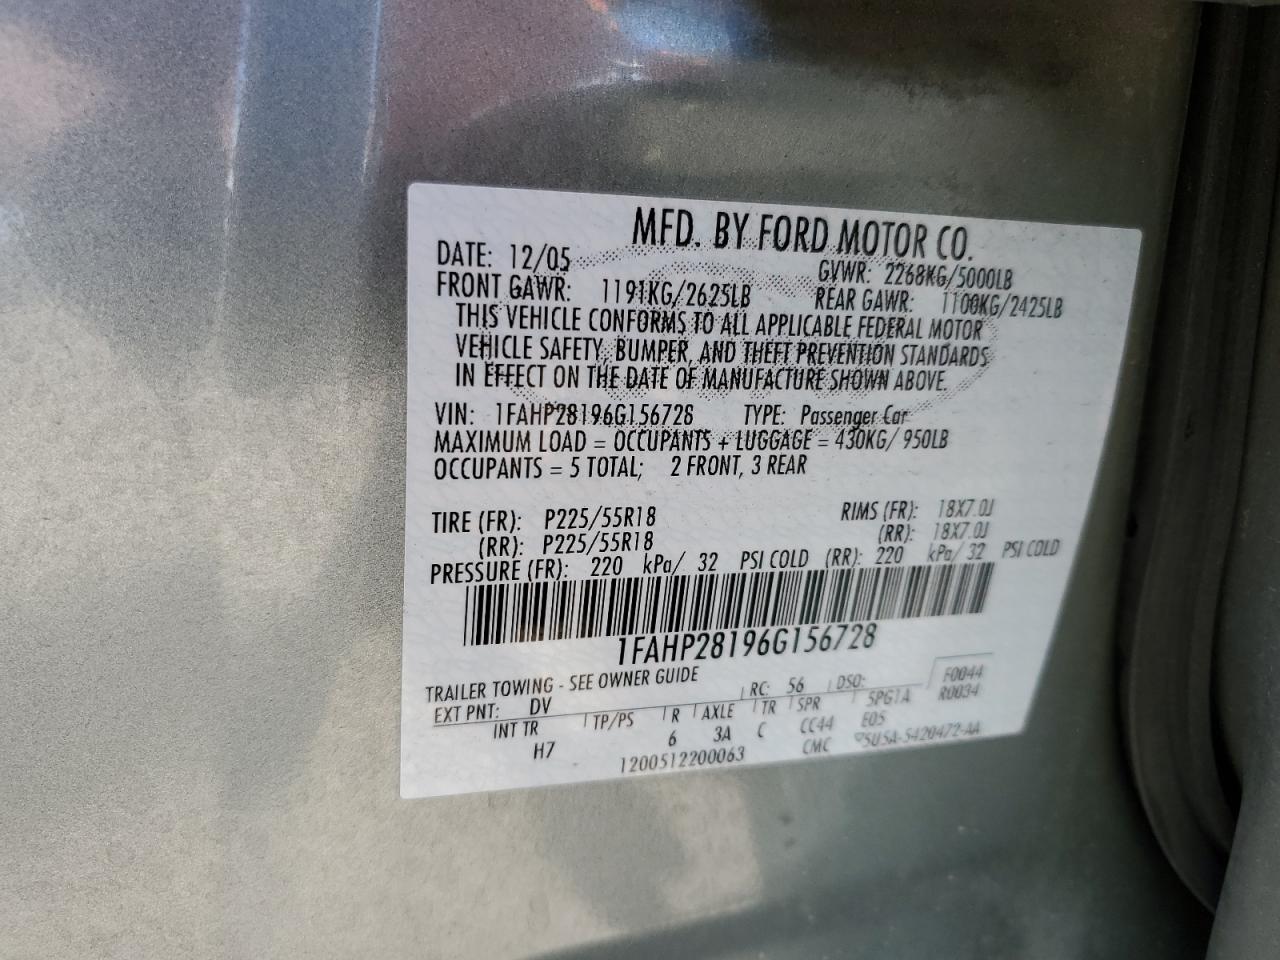 MFD. BY FORD MOTOR CO.
DATE: 12/05 GVWR: 2268KG/5000LB
FRONT GAWR: 1191KG/2625LB REAR GAWR: 1100KG/2425LB
THIS VEHICLE CONFORMS TO ALL APPLICABLE FEDERAL MOTOR
VEHICLE SAFETY, BUMPER, AND THEFT PREVENTION STANDARDS
IN EFFECT ON THE DATE OF MANUFACTURE SHOWN ABOVE.
VIN: 1FAHP28196G156728 TYPE: Passenger Car
MAXIMUM LOAD = OCCUPANTS + LUGGAGE = 430KG/ 950LB
OCCUPANTS = 5 TOTAL; 2 FRONT, 3 REAR
TIRE (FR): P225/55R18 RIMS (FR): 18X7.0J
(RR): P225/55R18 (RR): 18X7.0J
PRESSURE (FR): 220 kPa/ 32 PSI COLD (RR): 220 kPa/ 32 PSI COLD
1FAHP28196G156728
TRAILER TOWING - SEE OWNER GUIDE F0044
EXT PNT: DV RC: 56 DSO: R0034
INT TR TP/PS R AXLE TR SPR 5PG1A
H7 6 3A C CC44 E05
1200512200063 CMC 5U5A-5420472-AA